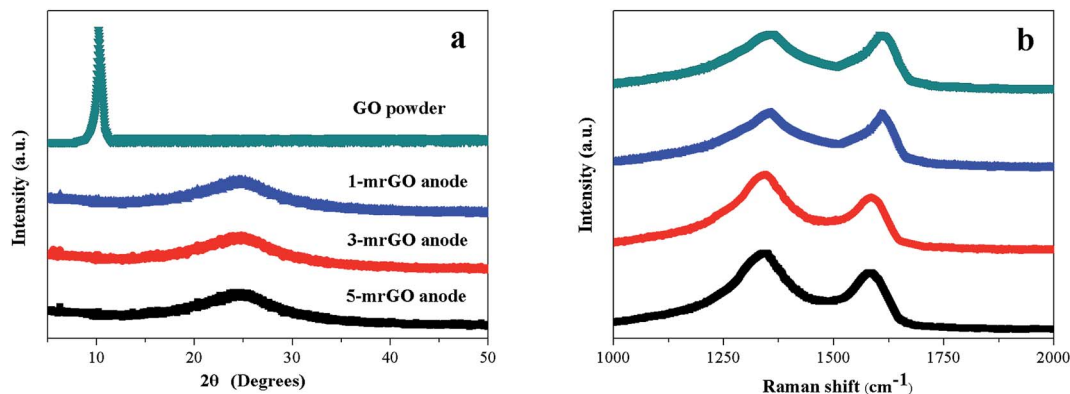 a
GO powder
1-mrGO anode
3-mrGO anode
5-mrGO anode
Intensity (a.u.)
10 20 30 40 50
2θ (Degrees)
b
Intensity (a.u.)
1000 1250 1500 1750 2000
Raman shift (cm⁻¹)